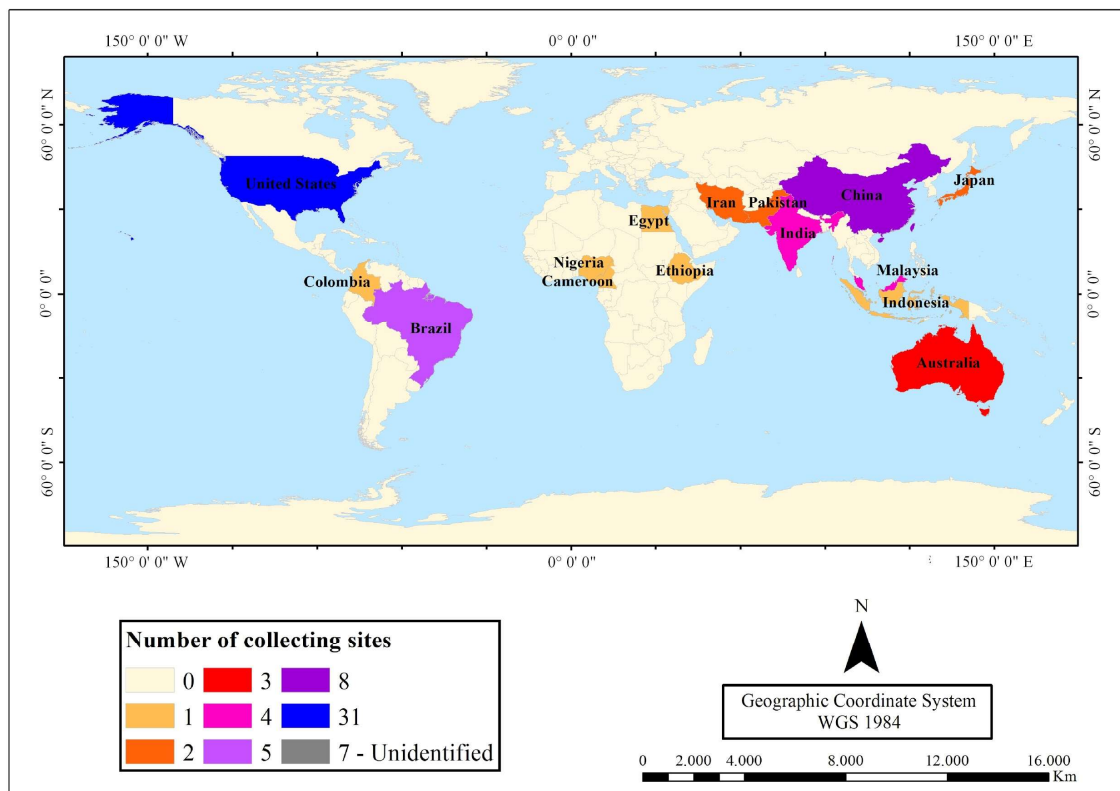 150° 0' 0" W 0° 0' 0" 150° 0' 0" E
60° 0' 0" N 60° 0' 0" N
United States
China
Japan
Iran
Pakistan
Egypt
India
Nigeria
Ethiopia
Malaysia
Cameroon
Colombia
0° 0' 0" 0° 0' 0"
Indonesia
Brazil
Australia
60° 0' 0" S 60° 0' 0" S
150° 0' 0" W 0° 0' 0" 150° 0' 0" E
Number of collecting sites
0 3 8
1 4 31
2 5 7 - Unidentified
N
Geographic Coordinate System
WGS 1984
0 2.000 4.000 8.000 12.000 16.000
Km